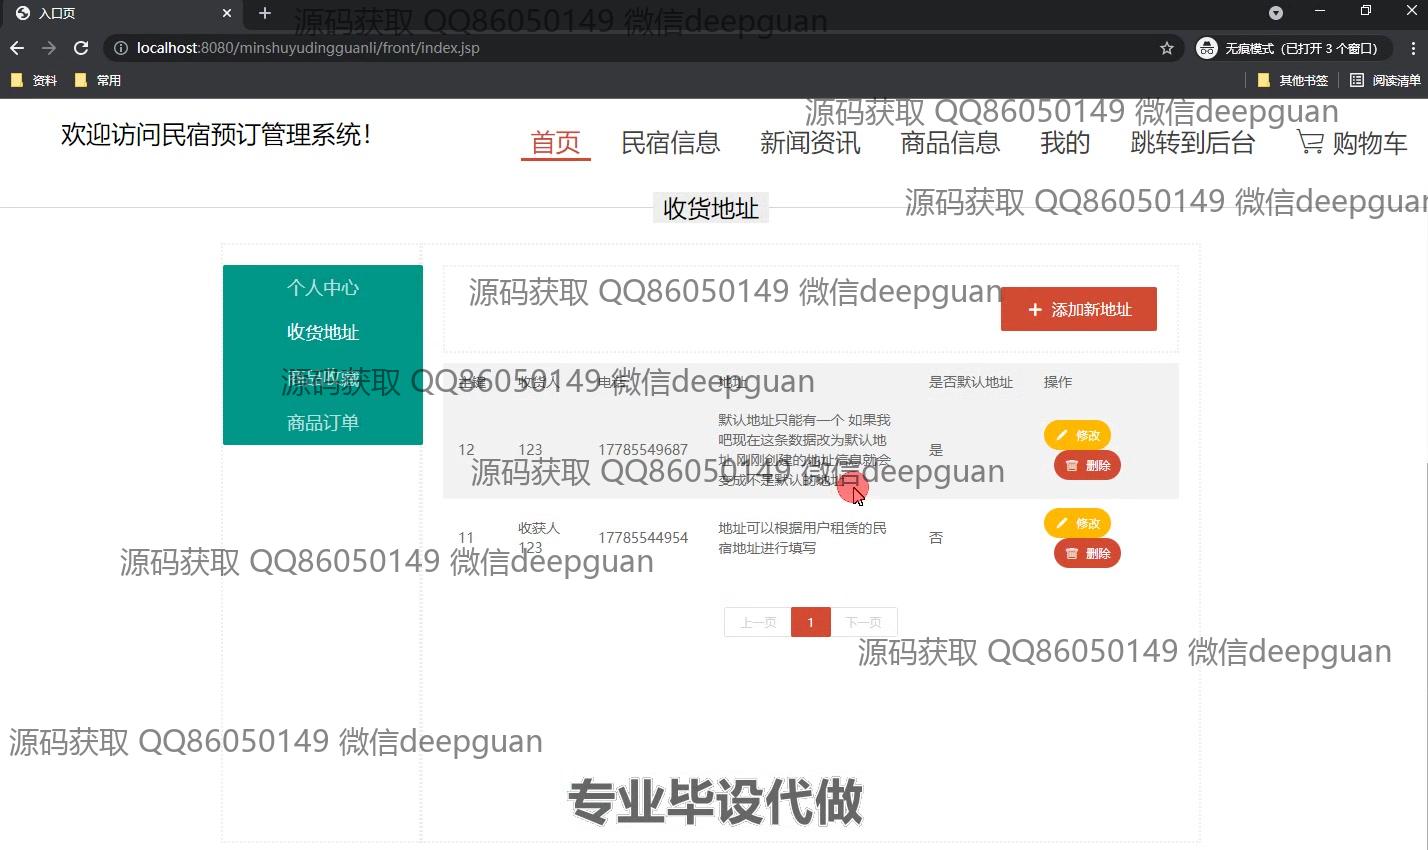 入口页
源码获取 QQ86050149 微信deepguan
localhost:8080/minshuyudingguanli/front/index.jsp
无痕模式（已打开 3 个窗口）
资料
常用
其他书签
阅读清单
源码获取 QQ86050149 微信deepguan
欢迎访问民宿预订管理系统！
首页
民宿信息
新闻资讯
商品信息
我的
跳转到后台
购物车
源码获取 QQ86050149 微信deepguan
收货地址
个人中心
收货地址
商品收藏
商品订单
源码获取 QQ86050149 微信deepguan
添加新地址
源码获取 QQ86050149 微信deepguan
主键 收货人 电话 地址 是否默认地址 操作
12 123 17785549687
默认地址只能有一个 如果我
吧现在这条数据改为默认地
址 刚刚创建的地址信息就会
变成不是默认的地址
是
修改
删除
源码获取 QQ86050149 微信deepguan
11
收获人
123
17785544954
地址可以根据用户租赁的民
宿地址进行填写
否
修改
删除
源码获取 QQ86050149 微信deepguan
上一页 1 下一页
源码获取 QQ86050149 微信deepguan
源码获取 QQ86050149 微信deepguan
专业毕设代做